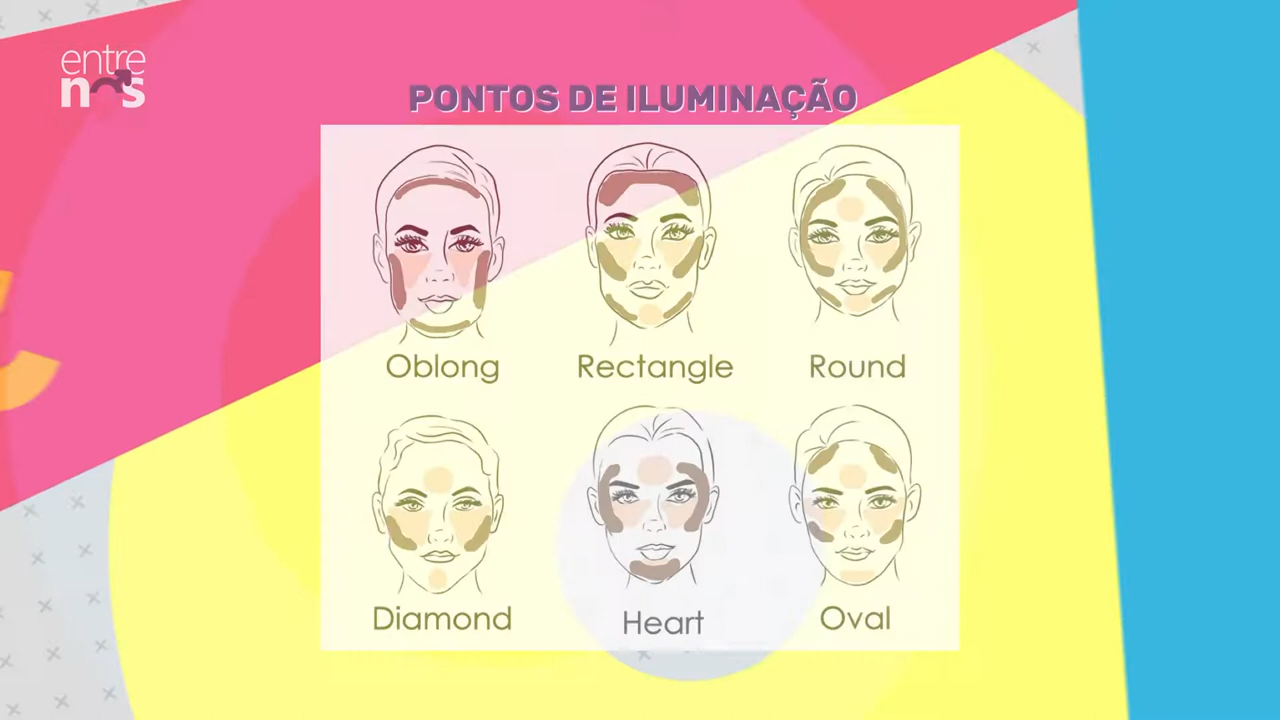 entre
nós
PONTOS DE ILUMINAÇÃO
Oblong
Rectangle
Round
Diamond
Heart
Oval